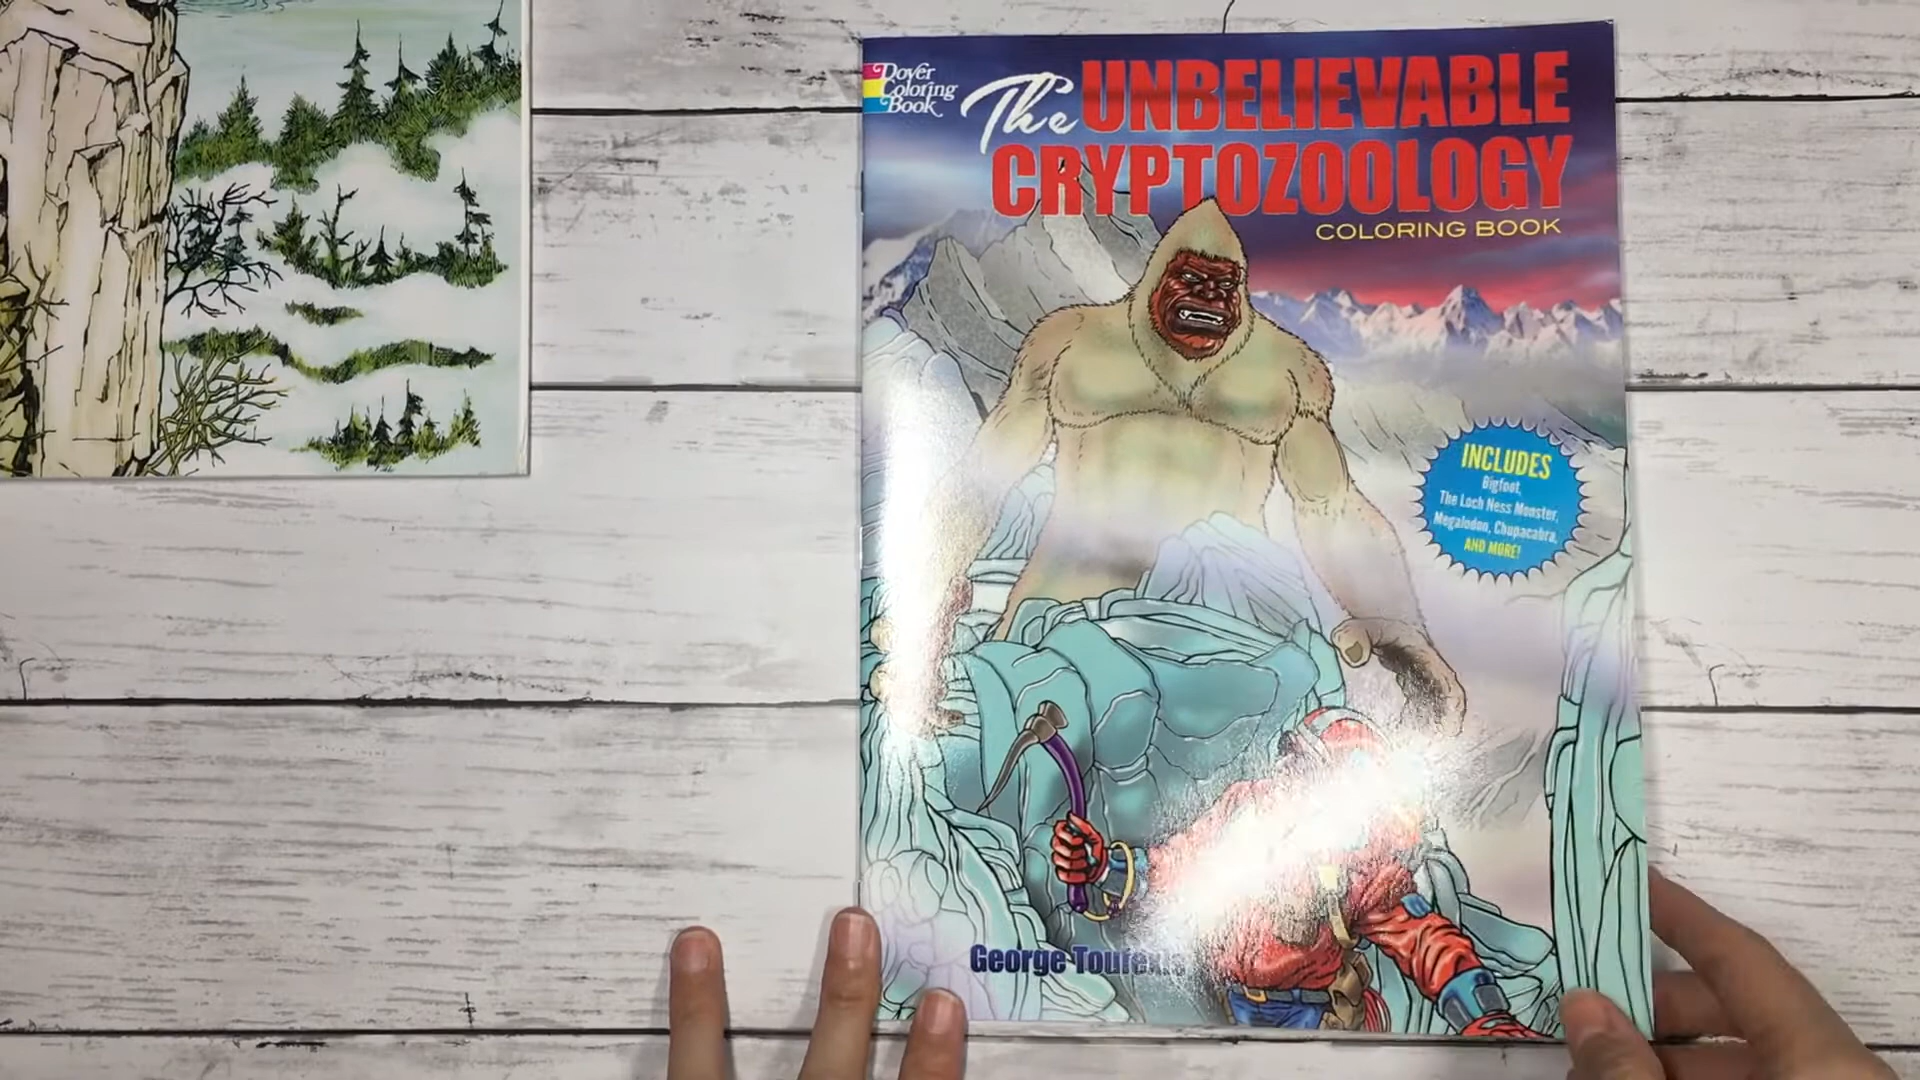 Dover
Coloring
Book
The UNBELIEVABLE
CRYPTOZOOLOGY
COLORING BOOK
INCLUDES
Bigfoot,
The Loch Ness Monster,
Megalodon, Chupacabra,
AND MORE!
George Toufexis